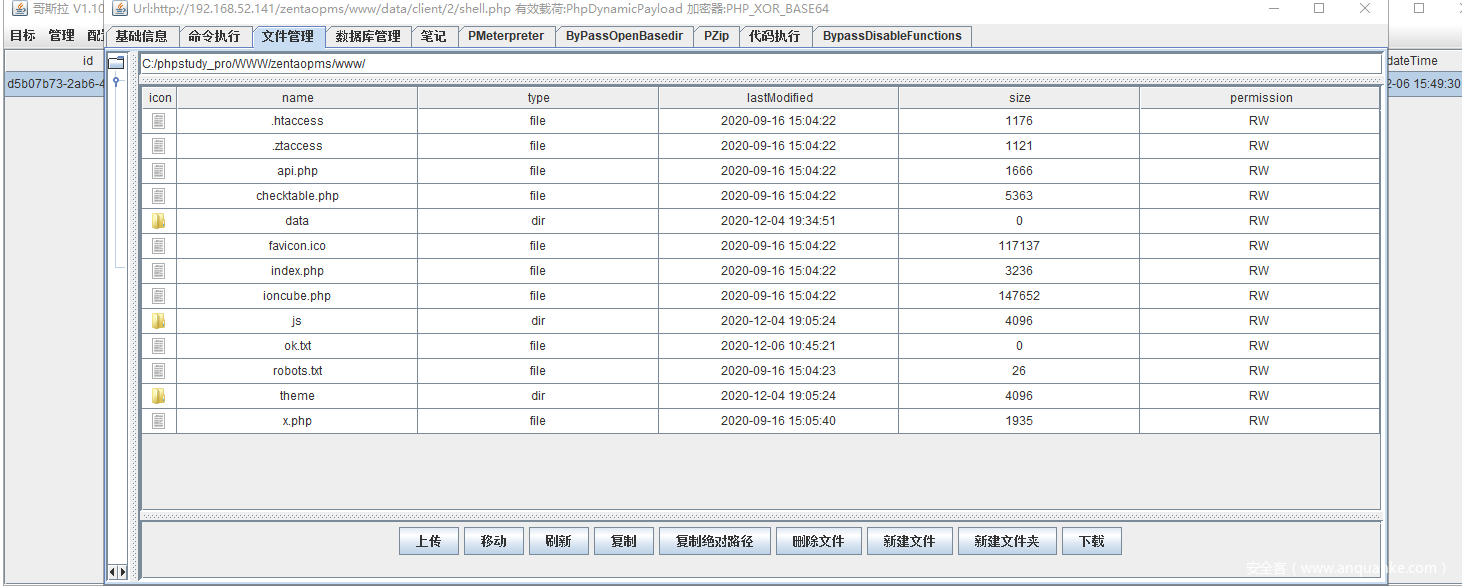 哥斯拉 V1.10
Url:http://192.168.52.141/zentaopms/www/data/client/2/shell.php 有效载荷:PhpDynamicPayload 加密器:PHP_XOR_BASE64
目标 管理
基础信息 命令执行 文件管理 数据库管理 笔记 PMeterpreter ByPassOpenBasedir PZip 代码执行 BypassDisableFunctions
id
C:/phpstudy_pro/WWW/zentaopms/www/
dateTime
d5b07b73-2ab6-4
2-06 15:49:30
icon name type lastModified size permission
.htaccess file 2020-09-16 15:04:22 1176 RW
.ztaccess file 2020-09-16 15:04:22 1121 RW
api.php file 2020-09-16 15:04:22 1666 RW
checktable.php file 2020-09-16 15:04:22 5363 RW
data dir 2020-12-04 19:34:51 0 RW
favicon.ico file 2020-09-16 15:04:22 117137 RW
index.php file 2020-09-16 15:04:22 3236 RW
ioncube.php file 2020-09-16 15:04:22 147652 RW
js dir 2020-12-04 19:05:24 4096 RW
ok.txt file 2020-12-06 10:45:21 0 RW
robots.txt file 2020-09-16 15:04:23 26 RW
theme dir 2020-12-04 19:05:24 4096 RW
x.php file 2020-09-16 15:05:40 1935 RW
上传 移动 刷新 复制 复制绝对路径 删除文件 新建文件 新建文件夹 下载
安全客（www.anquanke.com）